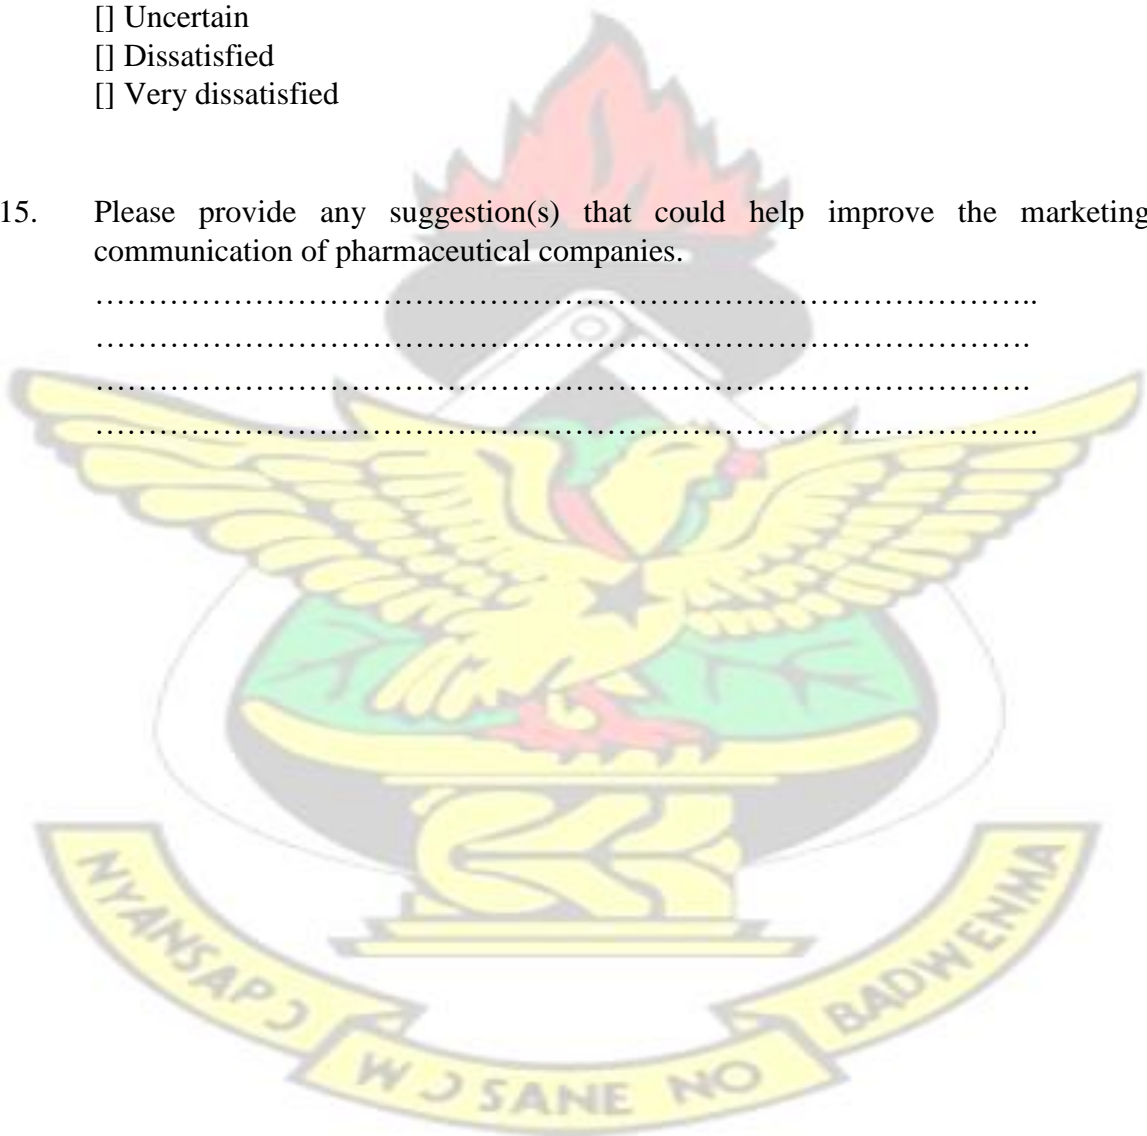 [] Uncertain
[] Dissatisfied
[] Very dissatisfied
15. Please provide any suggestion(s) that could help improve the marketing
communication of pharmaceutical companies.
………………………………………………………………………………..
……………………………………………………………………………….
……………………………………………………………………………….
………………………………………………………………………………..
NYANSAPƆ
WƆSANE NO
BADWENMA